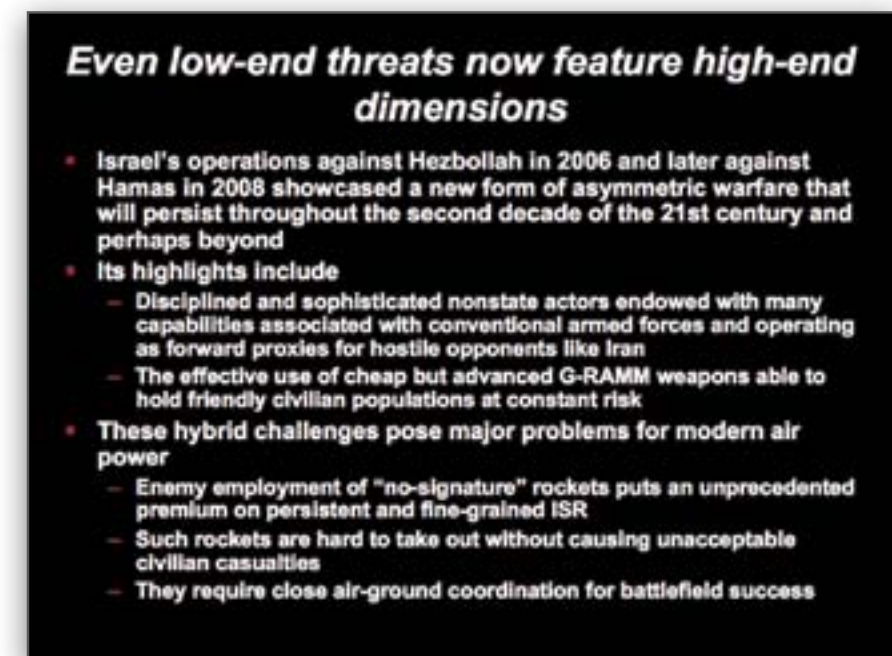 Even low-end threats now feature high-end
dimensions
▪ Israel's operations against Hezbollah in 2006 and later against
Hamas in 2008 showcased a new form of asymmetric warfare that
will persist throughout the second decade of the 21st century and
perhaps beyond
▪ Its highlights include
– Disciplined and sophisticated nonstate actors endowed with many
capabilities associated with conventional armed forces and operating
as forward proxies for hostile opponents like Iran
– The effective use of cheap but advanced G-RAMM weapons able to
hold friendly civilian populations at constant risk
▪ These hybrid challenges pose major problems for modern air
power
– Enemy employment of "no-signature" rockets puts an unprecedented
premium on persistent and fine-grained ISR
– Such rockets are hard to take out without causing unacceptable
civilian casualties
– They require close air-ground coordination for battlefield success